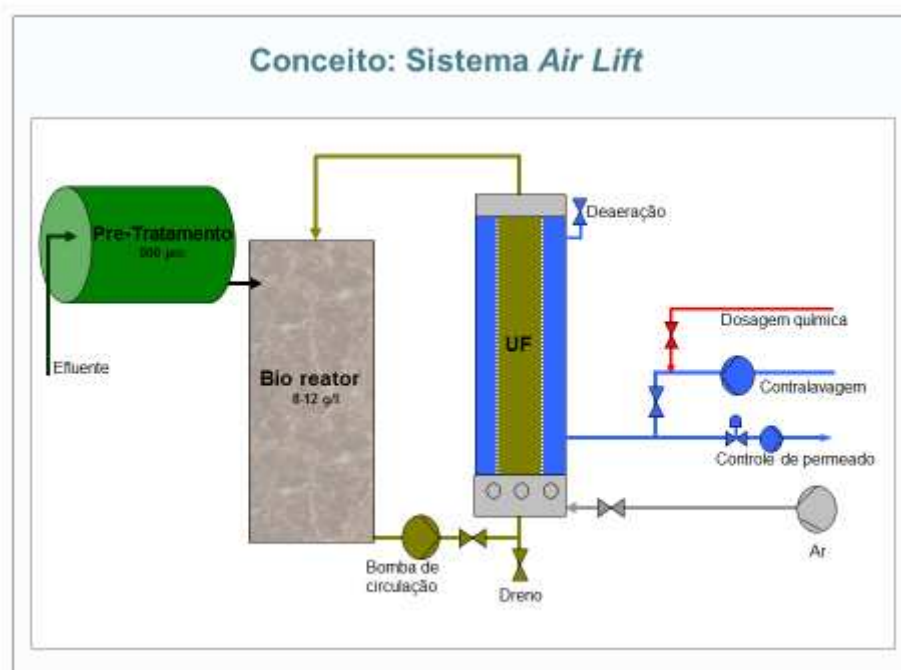 Conceito: Sistema Air Lift
Deaeração
Pre-Tratamento
Dosagem química
UF
Efluente
Bio reator
8-12 g/l
Contralavagem
Controle de permeado
Bomba de
circulação
Ar
Dreno